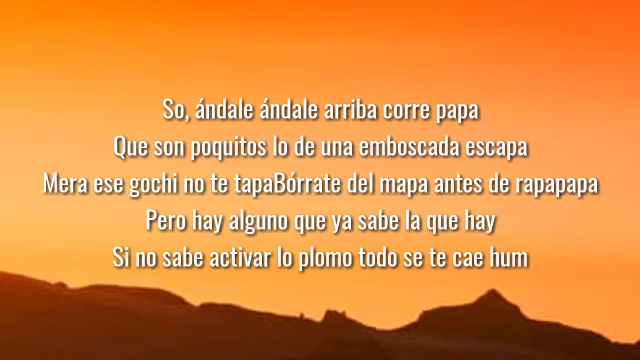 So, ándale ándale arriba corre papa
Que son poquitos lo de una emboscada escapa
Mera ese gochi no te tapaBórrate del mapa antes de rapapapa
Pero hay alguno que ya sabe la que hay
Si no sabe activar lo plomo todo se te cae hum